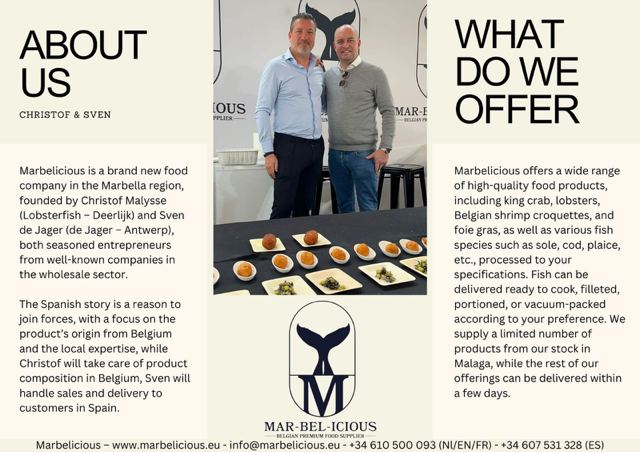 ABOUT
US
CHRISTOF & SVEN
Marbelicious is a brand new food
company in the Marbella region,
founded by Christof Malysse
(Lobsterfish – Deerlijk) and Sven
de Jager (de Jager – Antwerp),
both seasoned entrepreneurs
from well-known companies in
the wholesale sector.
The Spanish story is a reason to
join forces, with a focus on the
product's origin from Belgium
and the local expertise, while
Christof will take care of product
composition in Belgium, Sven will
handle sales and delivery to
customers in Spain.
ICIOUS
PPLIER
MAR-B
BELGIAN PREMIUM
M
MAR-BEL-ICIOUS
BELGIAN PREMIUM FOOD SUPPLIER
WHAT
DO WE
OFFER
Marbelicious offers a wide range
of high-quality food products,
including king crab, lobsters,
Belgian shrimp croquettes, and
foie gras, as well as various fish
species such as sole, cod, plaice,
etc., processed to your
specifications. Fish can be
delivered ready to cook, filleted,
portioned, or vacuum-packed
according to your preference. We
supply a limited number of
products from our stock in
Malaga, while the rest of our
offerings can be delivered within
a few days.
Marbelicious – www.marbelicious.eu - info@marbelicious.eu - +34 610 500 093 (Nl/EN/FR) - +34 607 531 328 (ES)